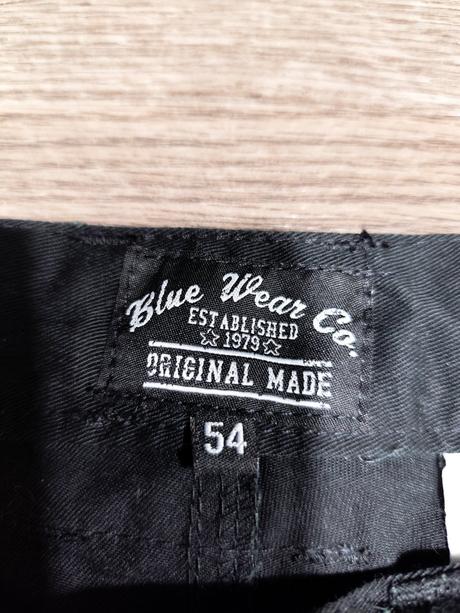 Blue Wear Co.
ESTABLISHED
☆1979☆
ORIGINAL MADE
54